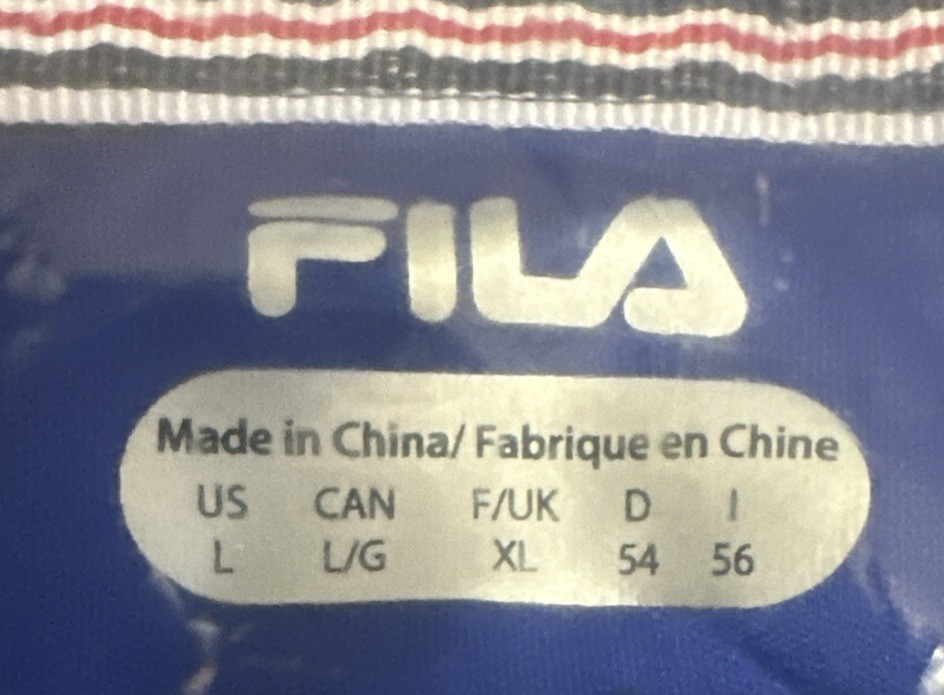 FILA
Made in China/ Fabrique en Chine
US CAN F/UK D I
L L/G XL 54 56